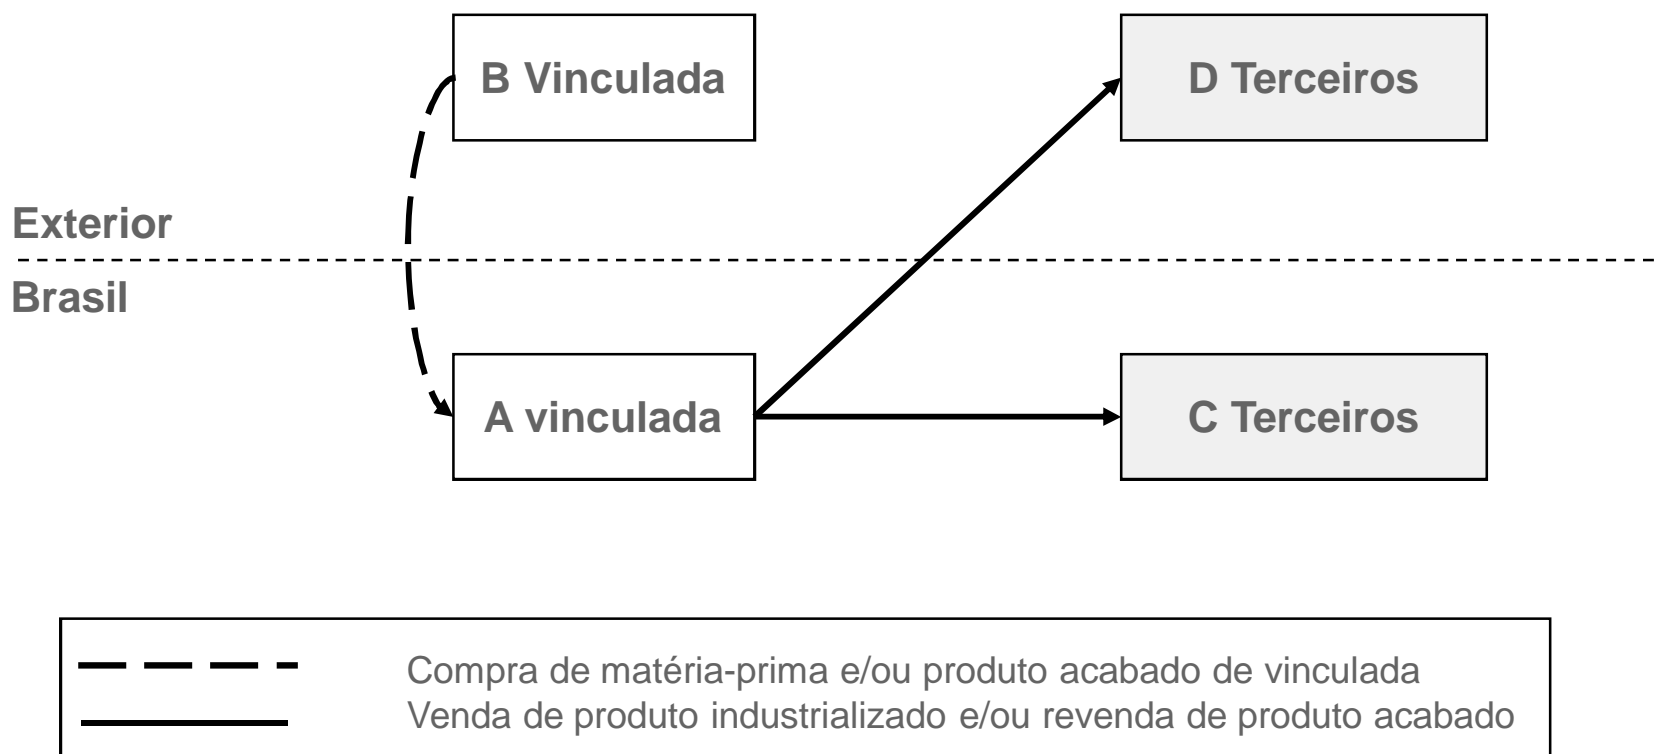 B Vinculada
D Terceiros
Exterior
Brasil
A vinculada
C Terceiros
Compra de matéria-prima e/ou produto acabado de vinculada
Venda de produto industrializado e/ou revenda de produto acabado